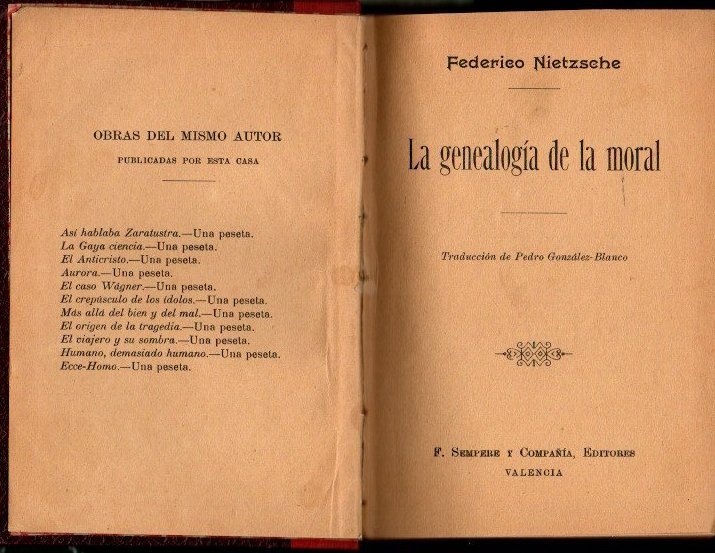 OBRAS DEL MISMO AUTOR
PUBLICADAS POR ESTA CASA
Así hablaba Zaratustra.—Una peseta.
La Gaya ciencia.—Una peseta.
El Anticristo.—Una peseta.
Aurora.—Una peseta.
El caso Wágner.—Una peseta.
El crepúsculo de los ídolos.—Una peseta.
Más allá del bien y del mal.—Una peseta.
El origen de la tragedia.—Una peseta.
El viajero y su sombra.—Una peseta.
Humano, demasiado humano.—Una peseta.
Ecce-Homo.—Una peseta.
Federico Nietzsche
La genealogía de la moral
Traducción de Pedro González-Blanco
F. SEMPERE Y COMPAÑÍA, EDITORES
VALENCIA